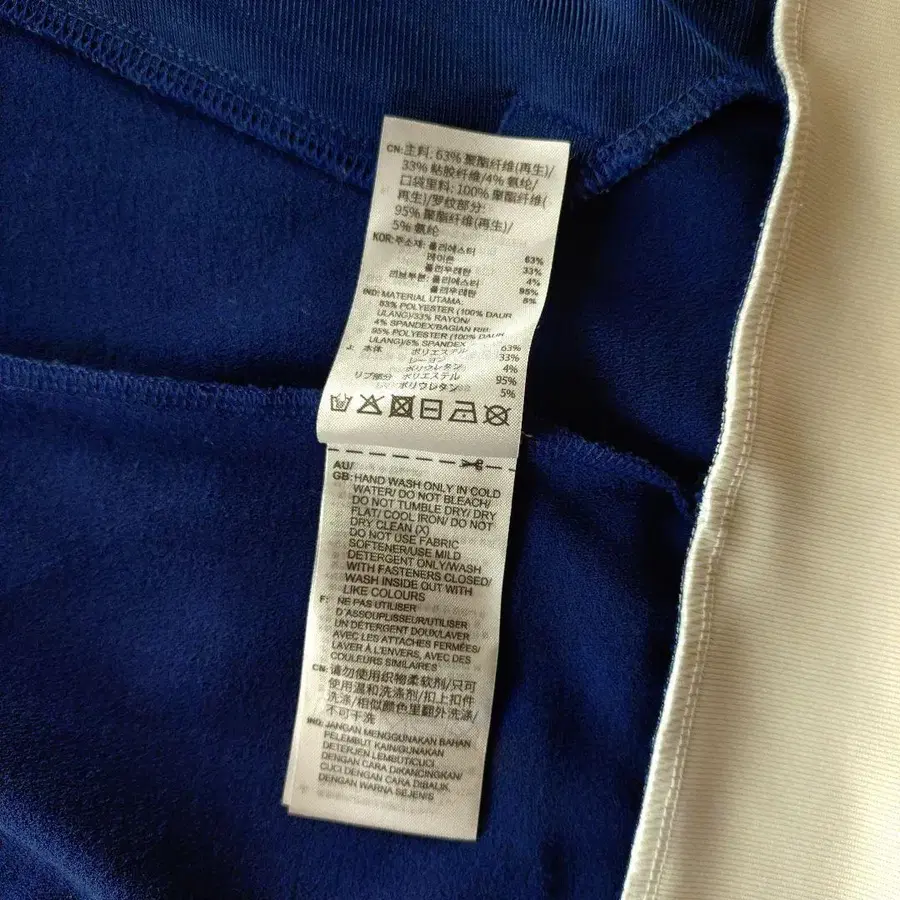 CN:主料: 63% 聚酯纤维(再生)/
33% 粘胶纤维/4% 氨纶/
口袋里料: 100% 聚酯纤维(
再生)/罗纹部分:
95% 聚酯纤维(再生)/
5% 氨纶
KOR:주소재: 폴리에스터 63%
레이온 33%
폴리우레탄 4%
리브부분: 폴리에스터 95%
폴리우레탄 5%
IND: MATERIAL UTAMA:
63% POLYESTER (100% DAUR
ULANG)/33% RAYON/
4% SPANDEX/BAGIAN RIB:
95% POLYESTER (100% DAUR
ULANG)/5% SPANDEX
J: 本体 ポリエステル 63%
レーヨン 33%
ポリウレタン 4%
リブ部分 ポリエステル 95%
ポリウレタン 5%
AU/
GB: HAND WASH ONLY IN COLD
WATER/ DO NOT BLEACH/
DO NOT TUMBLE DRY/ DRY
FLAT/ COOL IRON/ DO NOT
DRY CLEAN (X)
DO NOT USE FABRIC
SOFTENER/USE MILD
DETERGENT ONLY/WASH
WITH FASTENERS CLOSED/
WASH INSIDE OUT WITH
LIKE COLOURS
F: NE PAS UTILISER
D'ASSOUPLISSEUR/UTILISER
UN DÉTERGENT DOUX/LAVER
AVEC LES ATTACHES FERMÉES/
LAVER À L'ENVERS, AVEC DES
COULEURS SIMILAIRES
CN: 请勿使用织物柔软剂/只可
使用温和洗涤剂/扣上扣件
洗涤/相似颜色里翻外洗涤/
不可干洗
IND: JANGAN MENGGUNAKAN BAHAN
PELEMBUT KAIN/GUNAKAN
DETERJEN LEMBUT/CUCI
DENGAN CARA DIKANCINGKAN/
CUCI DENGAN CARA DIBALIK,
DENGAN WARNA SEJENIS